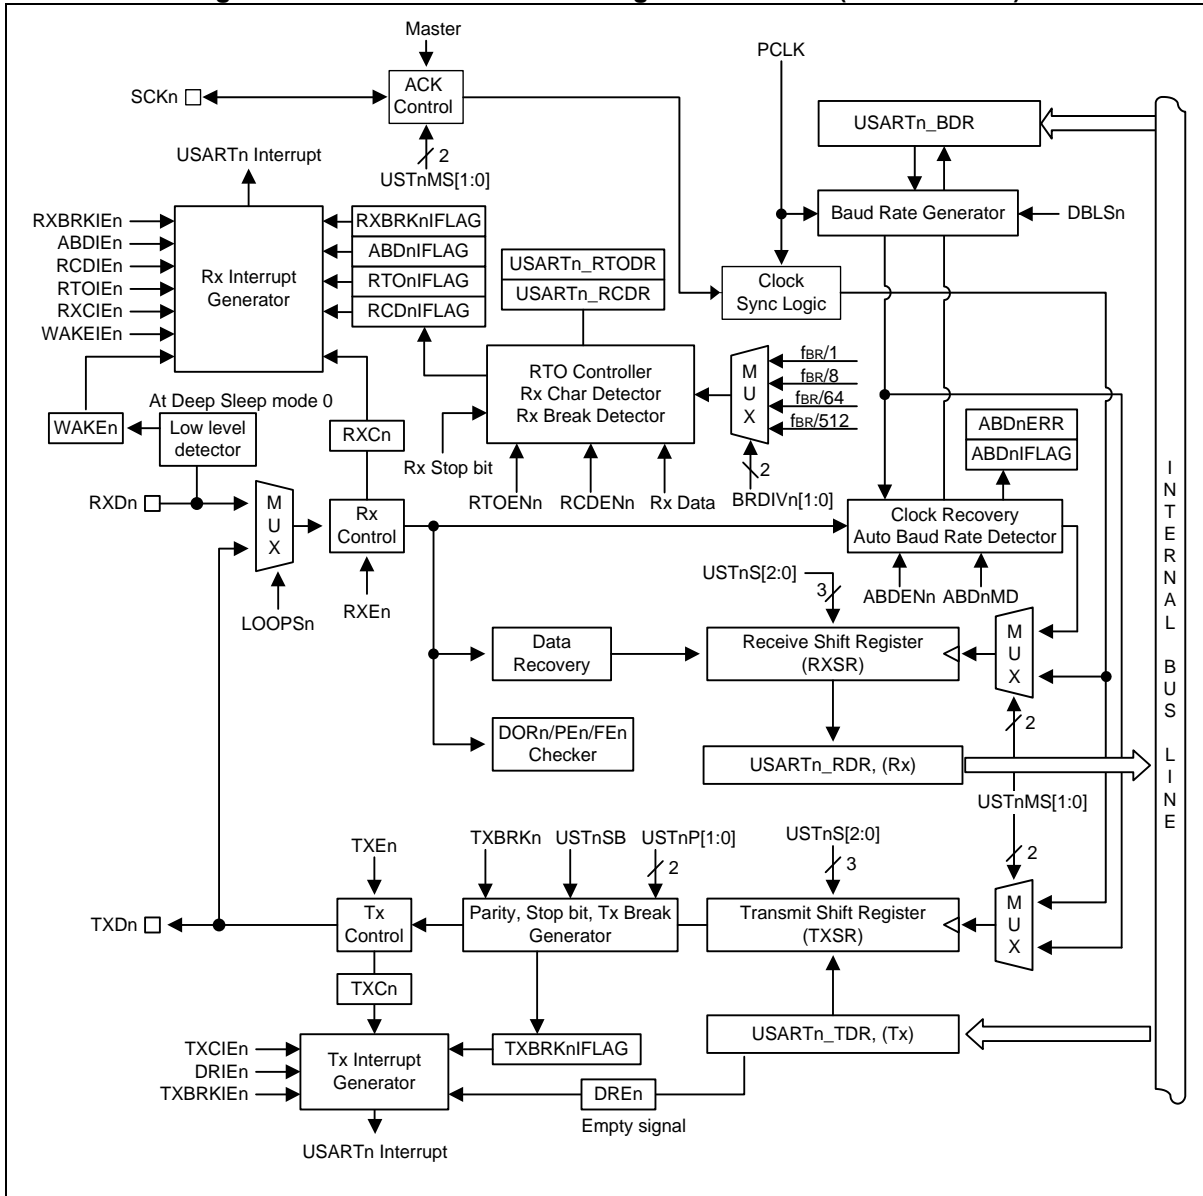 Master
PCLK
SCKn
ACK
Control
2
USTnMS[1:0]
USARTn_BDR
USARTn Interrupt
RXBRKIEn
ABDIEn
RCDIEn
RTOIEn
RXCIEn
WAKEIEn
Rx Interrupt
Generator
RXBRKnIFLAG
ABDnIFLAG
RTOnIFLAG
RCDnIFLAG
USARTn_RTODR
USARTn_RCDR
Baud Rate Generator
DBLSn
Clock
Sync Logic
RTO Controller
Rx Char Detector
Rx Break Detector
MUX
fBR/1
fBR/8
fBR/64
fBR/512
2
BRDIVn[1:0]
At Deep Sleep mode 0
WAKEn
Low level
detector
RXCn
Rx Stop bit
RTOENn
RCDENn
Rx Data
ABDnERR
ABDnIFLAG
RXDn
MUX
LOOPSn
Rx
Control
RXEn
Clock Recovery
Auto Baud Rate Detector
ABDENn
ABDnMD
USTnS[2:0]
3
Data
Recovery
Receive Shift Register
(RXSR)
MUX
2
DORn/PEn/FEn
Checker
USARTn_RDR, (Rx)
USTnMS[1:0]
2
INTERNAL BUS LINE
TXEn
TXBRKn
USTnSB
USTnP[1:0]
2
USTnS[2:0]
3
TXDn
Tx
Control
Parity, Stop bit, Tx Break
Generator
Transmit Shift Register
(TXSR)
MUX
TXCn
TXCIEn
DRIEn
TXBRKIEn
Tx Interrupt
Generator
TXBRKnIFLAG
USARTn_TDR, (Tx)
DREn
Empty signal
USARTn Interrupt